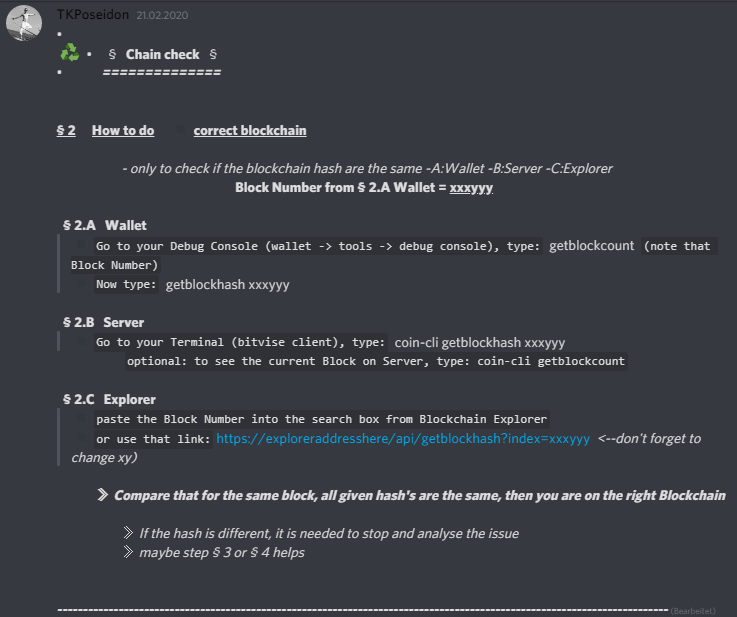 TKPoseidon 21.02.2020
•
♻ • § Chain check §
• ==============
§ 2 How to do correct blockchain
- only to check if the blockchain hash are the same -A:Wallet -B:Server -C:Explorer
Block Number from § 2.A Wallet = xxxyyy
§ 2.A Wallet
Go to your Debug Console (wallet -> tools -> debug console), type: getblockcount (note that
Block Number)
Now type: getblockhash xxxyyy
§ 2.B Server
Go to your Terminal (bitvise client), type: coin-cli getblockhash xxxyyy
optional: to see the current Block on Server, type: coin-cli getblockcount
§ 2.C Explorer
paste the Block Number into the search box from Blockchain Explorer
or use that link: https://exploreraddresshere/api/getblockhash?index=xxxyyy <--don't forget to
change xy)
⨠ Compare that for the same block, all given hash's are the same, then you are on the right Blockchain
⨠ If the hash is different, it is needed to stop and analyse the issue
⨠ maybe step § 3 or § 4 helps
---------------------------------------------------------------------------------------------------- (Bearbeitet)